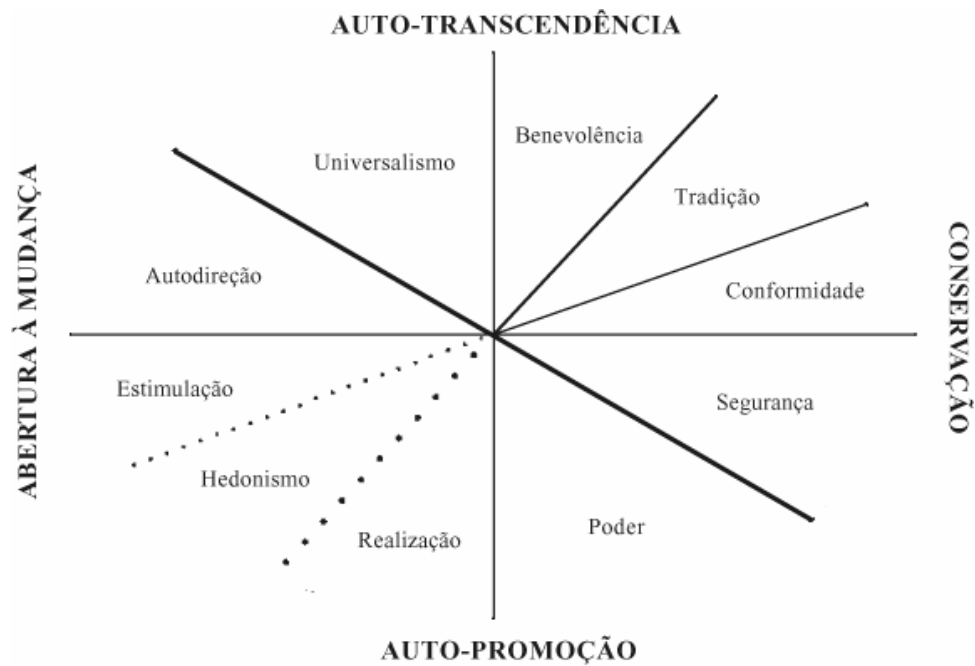 AUTO-TRANSCENDÊNCIA
Benevolência
Universalismo
Tradição
ABERTURA À MUDANÇA
CONSERVAÇÃO
Autodireção
Conformidade
Estimulação
Segurança
Hedonismo
Realização
Poder
AUTO-PROMOÇÃO